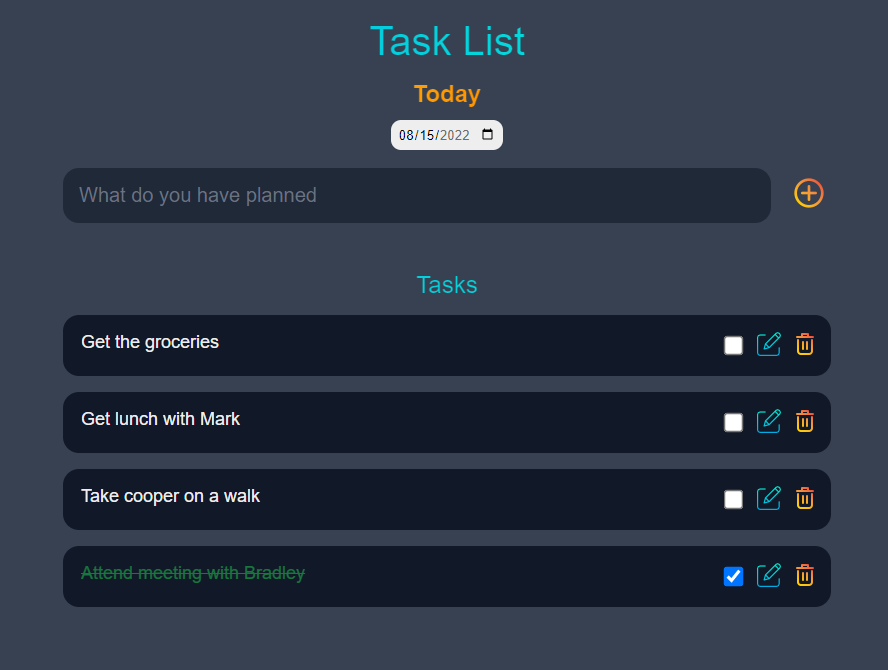 Task List
Today
08/15/2022
What do you have planned
Tasks
Get the groceries
Get lunch with Mark
Take cooper on a walk
Attend meeting with Bradley